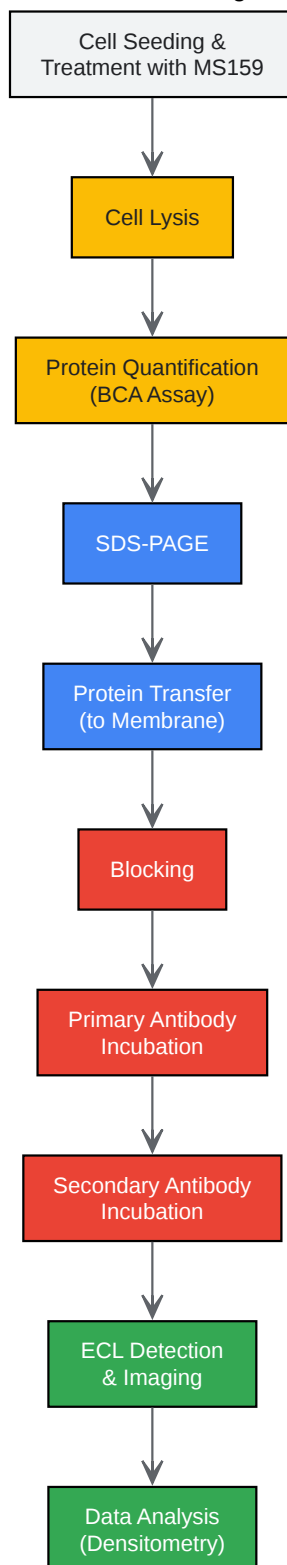 Cell Seeding &
Treatment with MS159
Cell Lysis
Protein Quantification
(BCA Assay)
SDS-PAGE
Protein Transfer
(to Membrane)
Blocking
Primary Antibody
Incubation
Secondary Antibody
Incubation
ECL Detection
& Imaging
Data Analysis
(Densitometry)